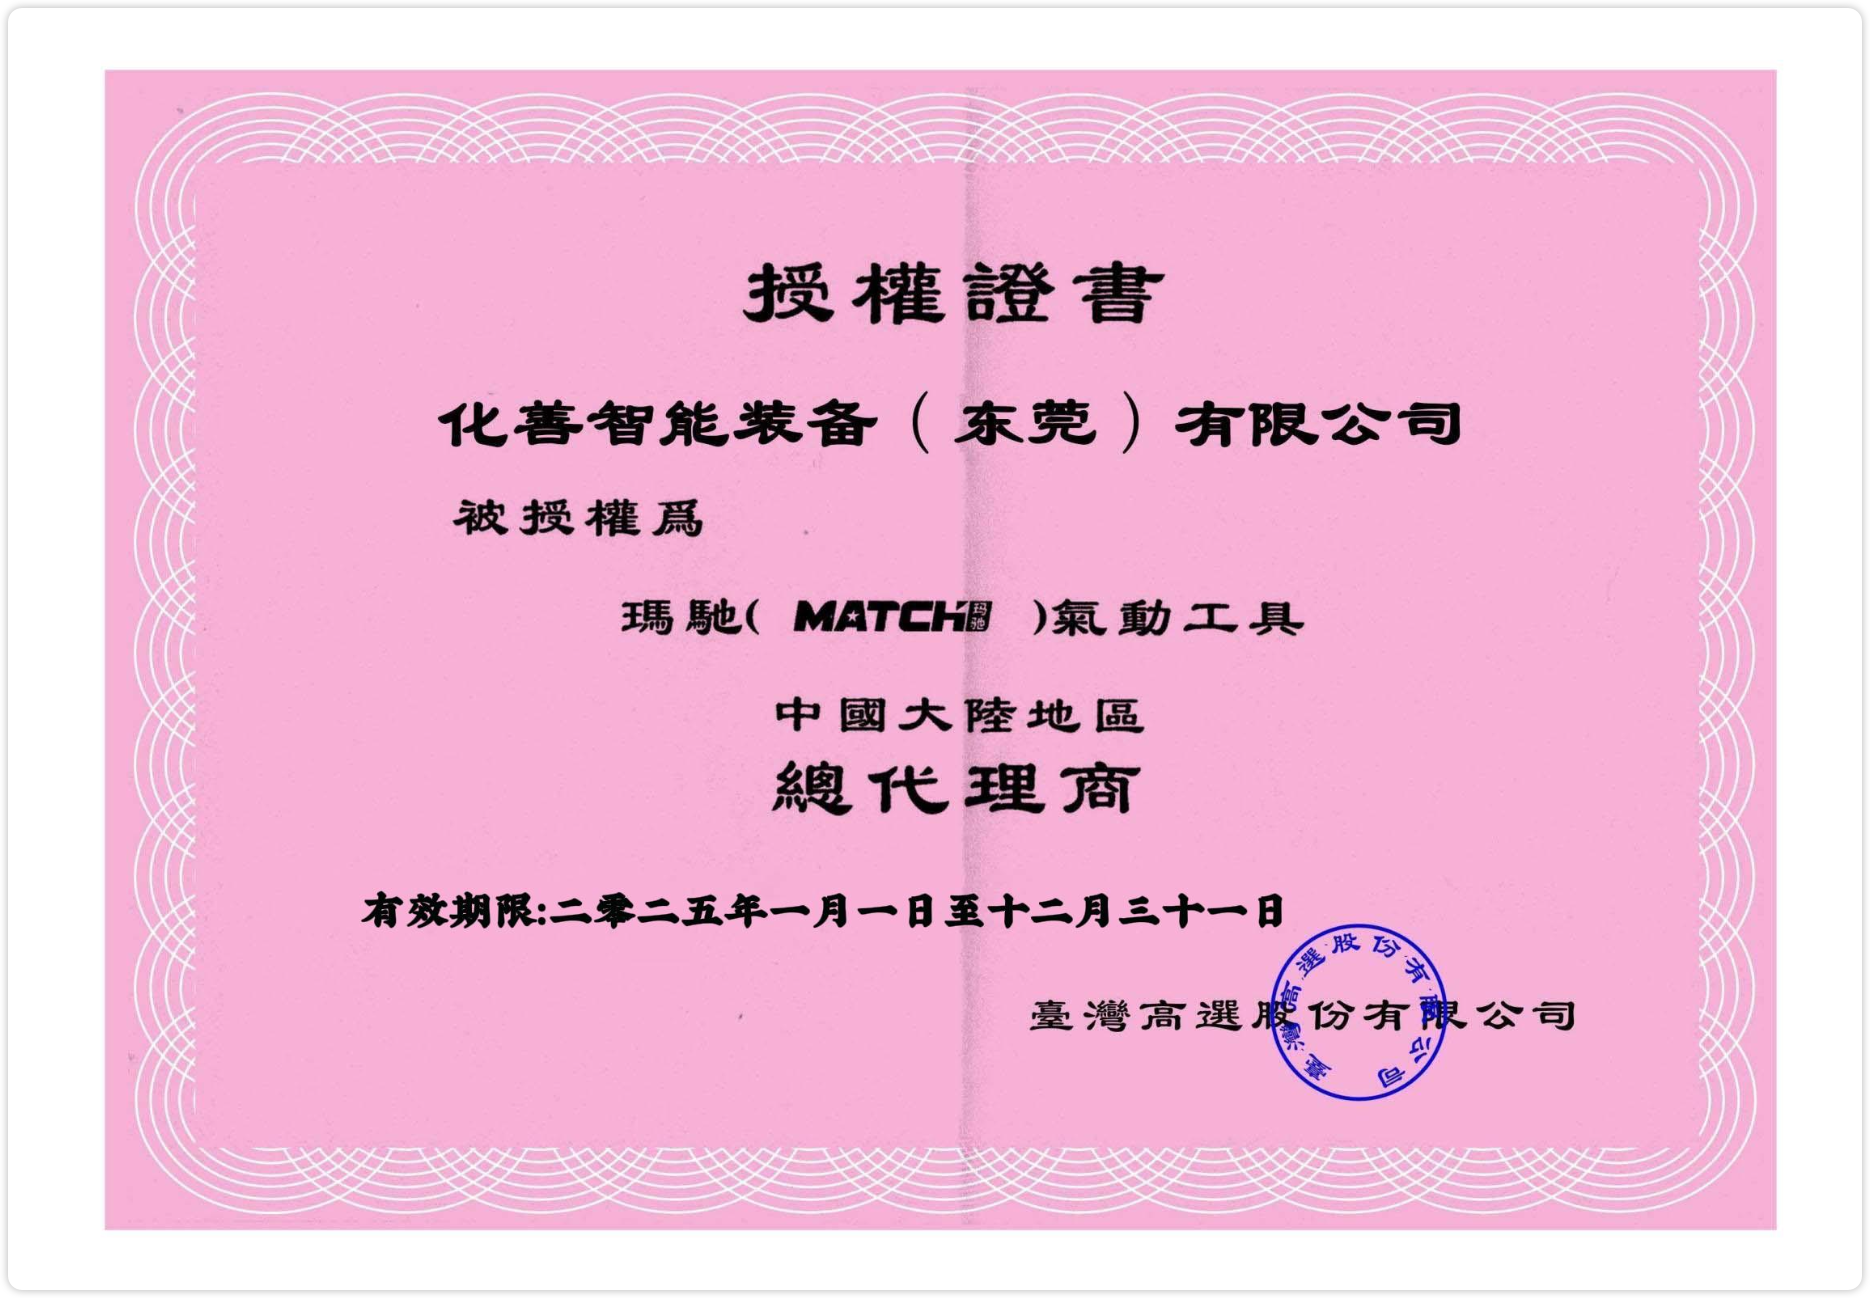 授權證書
化善智能装备（东莞）有限公司
被授權爲
瑪馳( MATCH玛驰 )氣動工具
中國大陸地區
總代理商
有效期限:二零二五年一月一日至十二月三十一日
臺灣高選股份有限公司
臺灣高選股份有限公司